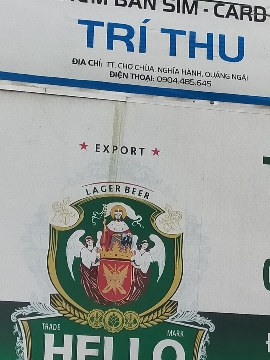 BÁN SIM - CARD
TRÍ THU
ĐỊA CHỈ: TT. CHỢ CHÙA, NGHĨA HÀNH, QUẢNG NGÃI
ĐIỆN THOẠI: 0904.485.645
★ EXPORT ★
LAGER BEER
TRADE MARK
HELLO